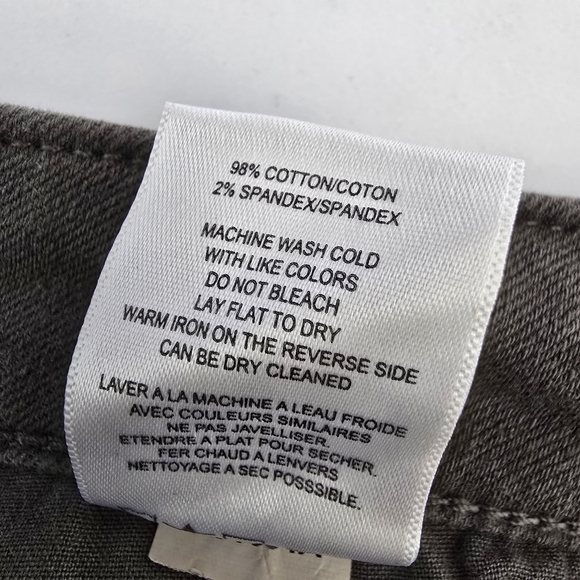 98% COTTON/COTON
2% SPANDEX/SPANDEX
MACHINE WASH COLD
WITH LIKE COLORS
DO NOT BLEACH
LAY FLAT TO DRY
WARM IRON ON THE REVERSE SIDE
CAN BE DRY CLEANED
LAVER A LA MACHINE A LEAU FROIDE
AVEC COULEURS SIMILAIRES
NE PAS JAVELLISER.
ETENDRE A PLAT POUR SECHER.
FER CHAUD A LENVERS
NETTOYAGE A SEC POSSSIBLE.